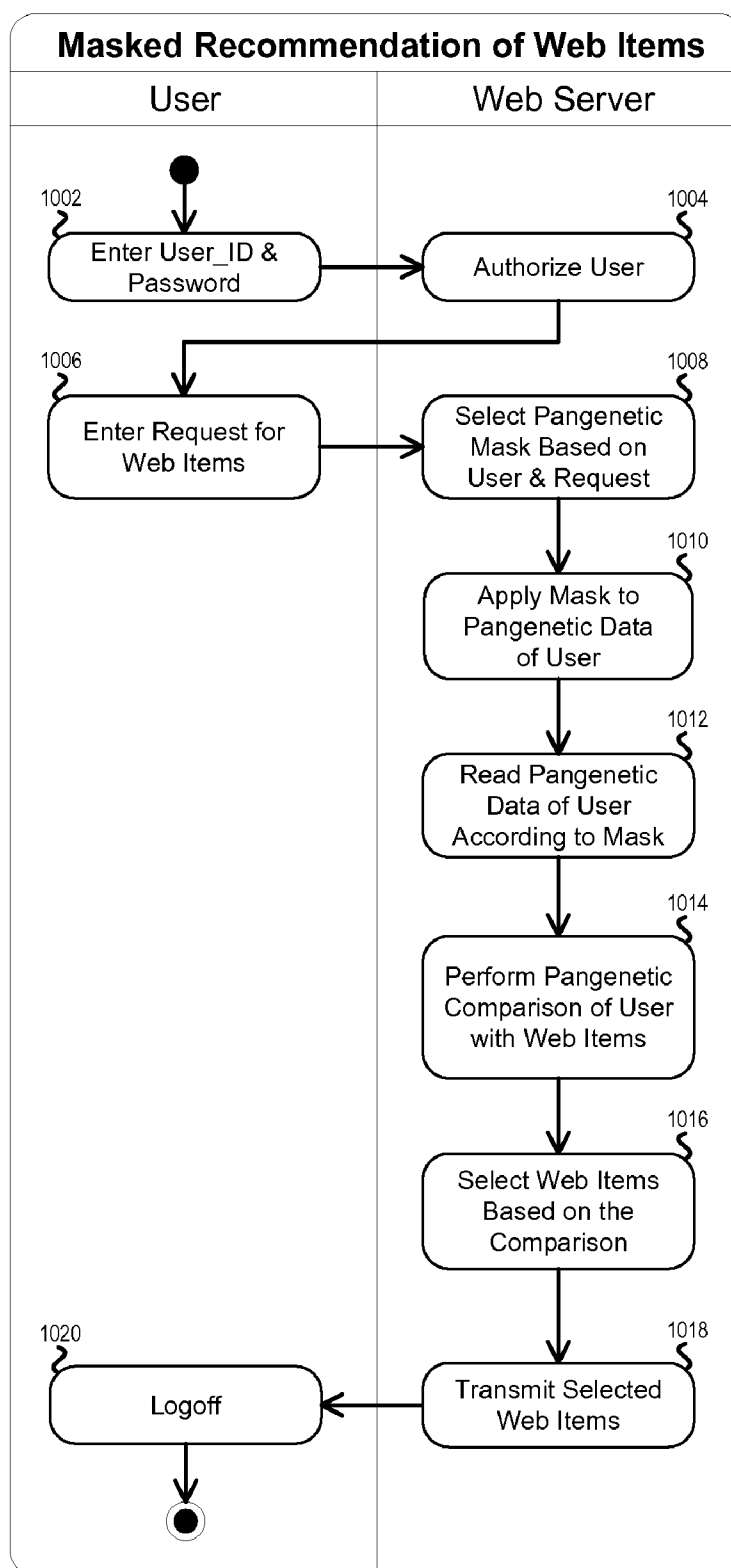 Masked Recommendation of Web Items
User
Web Server
1002
Enter User_ID &
Password
1004
Authorize User
1006
Enter Request for
Web Items
1008
Select Pangenetic
Mask Based on
User & Request
1010
Apply Mask to
Pangenetic Data
of User
1012
Read Pangenetic
Data of User
According to Mask
1014
Perform Pangenetic
Comparison of User
with Web Items
1016
Select Web Items
Based on the
Comparison
1018
Transmit Selected
Web Items
1020
Logoff